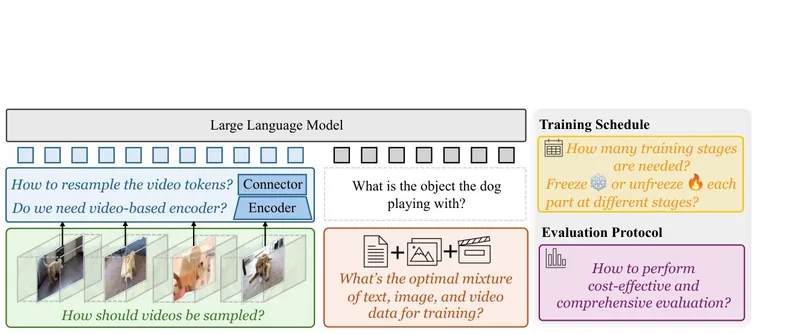 Large Language Model
How to resample the video tokens?
Connector
Do we need video-based encoder?
Encoder
How should videos be sampled?
What is the object the dog
playing with?
What's the optimal mixture
of text, image, and video
data for training?
Training Schedule
How many training stages
are needed?
Freeze or unfreeze each
part at different stages?
Evaluation Protocol
How to perform
cost-effective and
comprehensive evaluation?